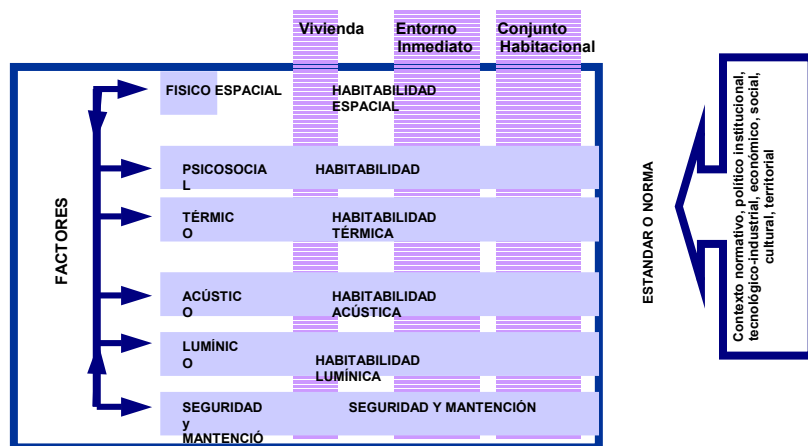 Vivienda
Entorno
Inmediato
Conjunto
Habitacional
FACTORES
FISICO ESPACIAL
HABITABILIDAD
ESPACIAL
PSICOSOCIA
L
HABITABILIDAD
TÉRMIC
O
HABITABILIDAD
TÉRMICA
ACÚSTIC
O
HABITABILIDAD
ACÚSTICA
LUMÍNIC
O
HABITABILIDAD
LUMÍNICA
SEGURIDAD
y
MANTENCIÓ
SEGURIDAD Y MANTENCIÓN
ESTANDAR O NORMA
Contexto normativo, político institucional,
tecnológico-industrial, económico, social,
cultural, territorial